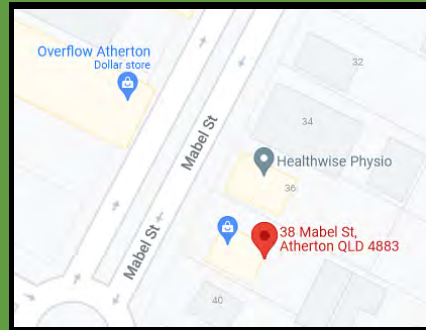 Overflow Atherton
Dollar store
32
Mabel St
34
Healthwise Physio
36
38 Mabel St,
Atherton QLD 4883
Mabel St
40